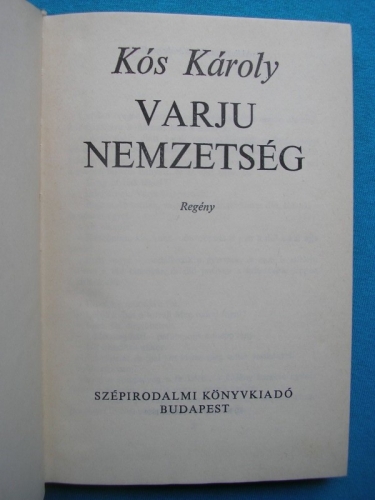 Kós Károly
VARJU
NEMZETSÉG
Regény
SZÉPIRODALMI KÖNYVKIADÓ
BUDAPEST